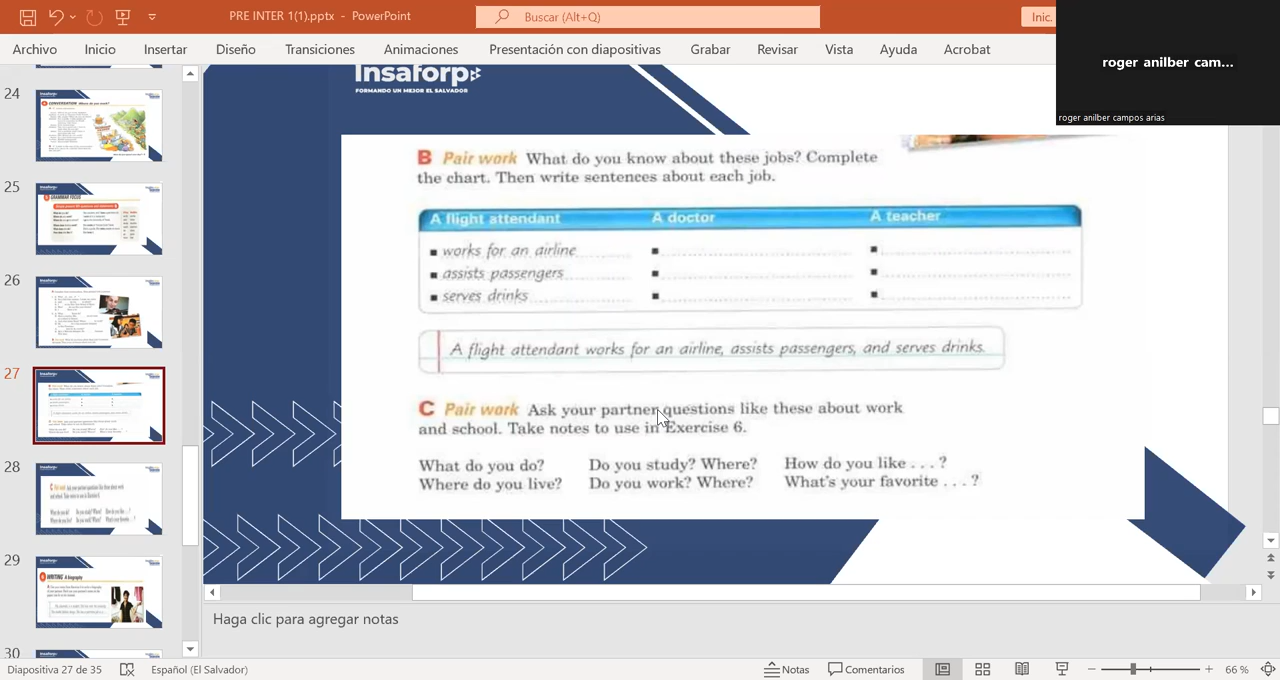 PRE INTER 1(1).pptx - PowerPoint
Buscar (Alt+Q)
Inic.
Archivo Inicio Insertar Diseño Transiciones Animaciones Presentación con diapositivas Grabar Revisar Vista Ayuda Acrobat
roger anilber cam...
roger anilber campos arias
24
25
26
27
28
29
30
Insaforp
FORMANDO UN MEJOR EL SALVADOR
B Pair work What do you know about these jobs? Complete
the chart. Then write sentences about each job.
A flight attendant A doctor A teacher
works for an airline
assists passengers
serves drinks
A flight attendant works for an airline, assists passengers, and serves drinks.
C Pair work Ask your partner questions like these about work
and school. Take notes to use in Exercise 6.
What do you do? Do you study? Where? How do you like . . . ?
Where do you live? Do you work? Where? What's your favorite . . . ?
Haga clic para agregar notas
Diapositiva 27 de 35 Español (El Salvador) Notas Comentarios 66 %